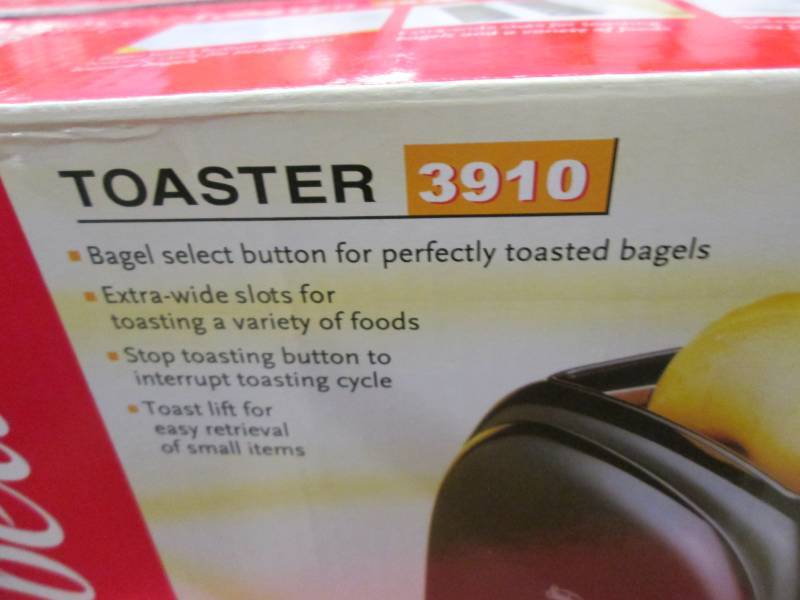 TOASTER 3910
Bagel select button for perfectly toasted bagels
Extra-wide slots for
toasting a variety of foods
Stop toasting button to
interrupt toasting cycle
Toast lift for
easy retrieval
of small items